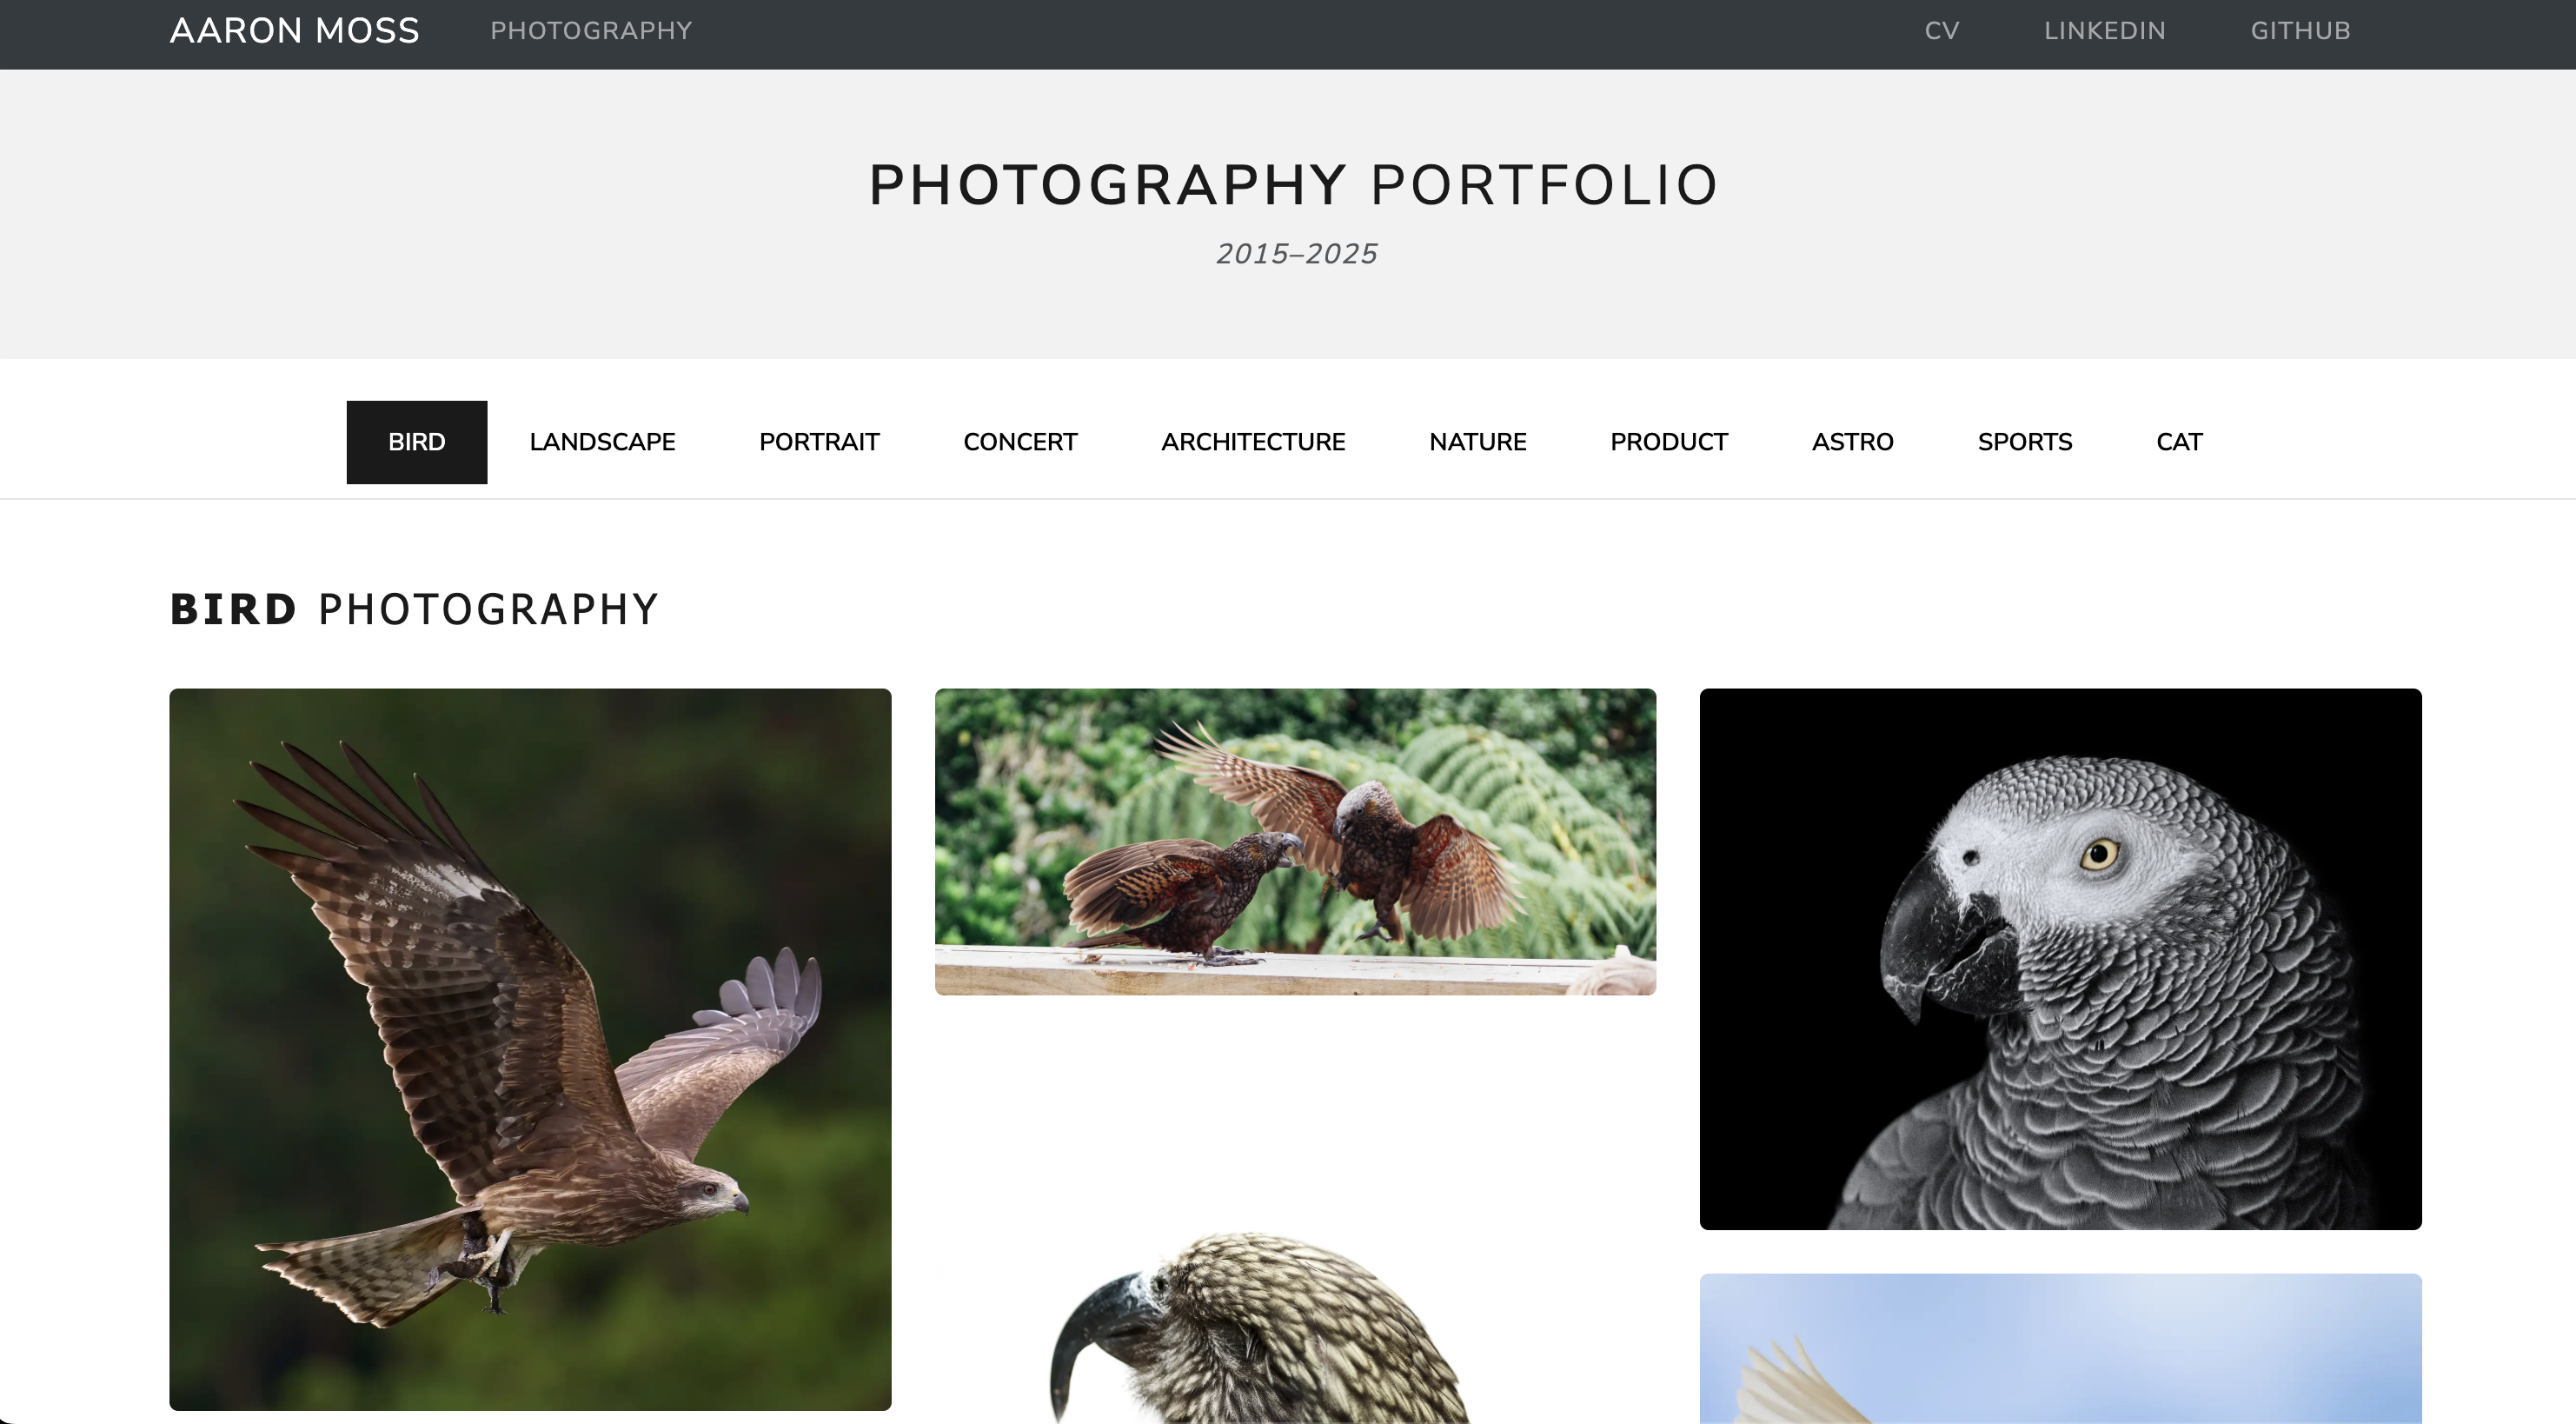 AARON MOSS PHOTOGRAPHY CV LINKEDIN GITHUB
PHOTOGRAPHY PORTFOLIO
2015–2025
BIRD LANDSCAPE PORTRAIT CONCERT ARCHITECTURE NATURE PRODUCT ASTRO SPORTS CAT
BIRD PHOTOGRAPHY